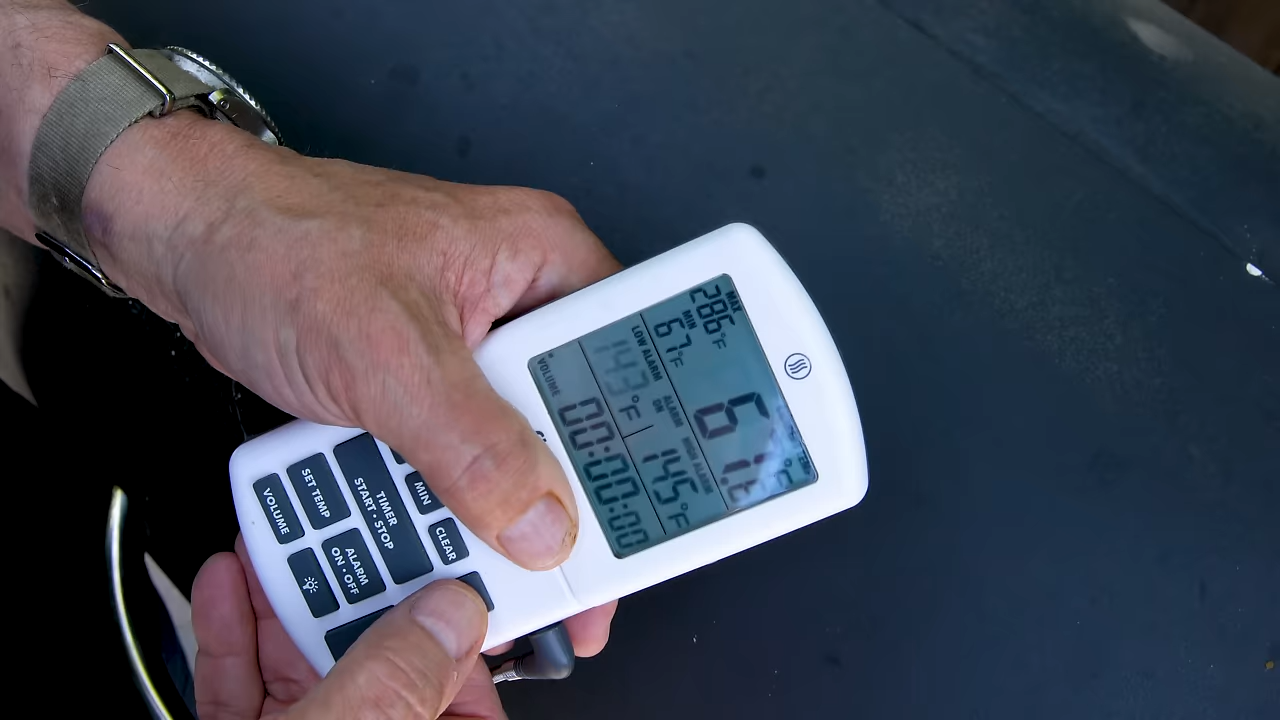 MAX
286°F
MIN
67°F
LOW ALARM
ALARM
ON
HIGH ALARM
143°F
145°F
VOLUME
00:00:00
MIN
CLEAR
TIMER
START • STOP
SET TEMP
ALARM
ON • OFF
VOLUME